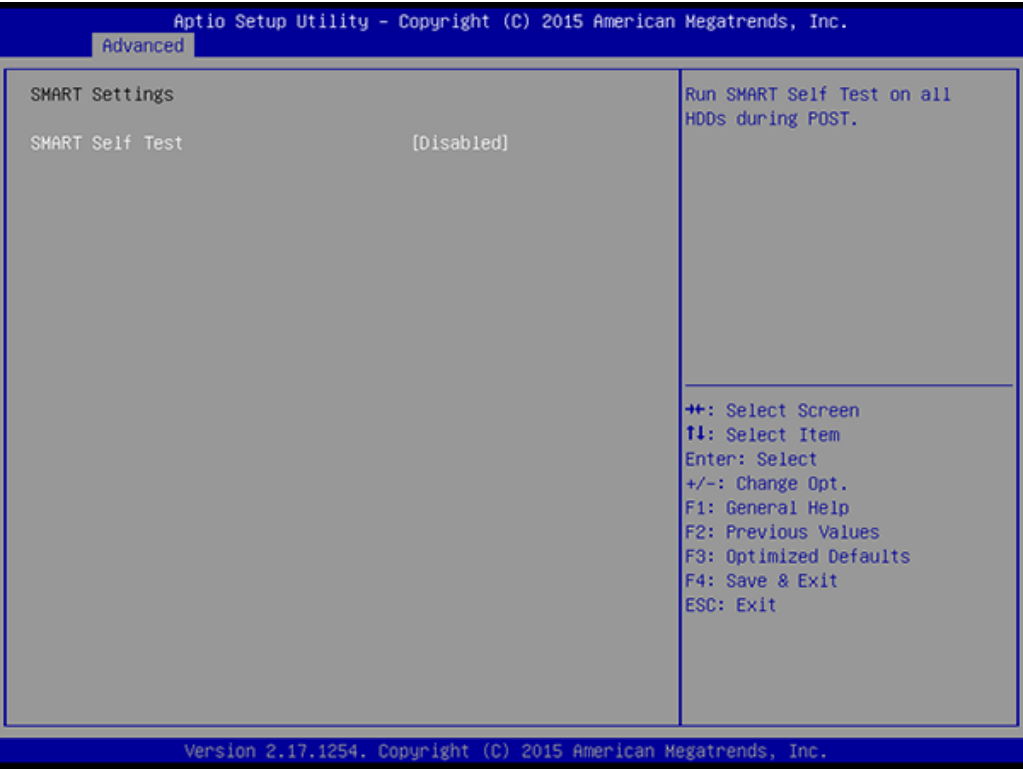 Aptio Setup Utility – Copyright (C) 2015 American Megatrends, Inc.
Advanced
SMART Settings
SMART Self Test [Disabled]
Run SMART Self Test on all
HDDs during POST.
→←: Select Screen
↑↓: Select Item
Enter: Select
+/-: Change Opt.
F1: General Help
F2: Previous Values
F3: Optimized Defaults
F4: Save & Exit
ESC: Exit
Version 2.17.1254. Copyright (C) 2015 American Megatrends, Inc.